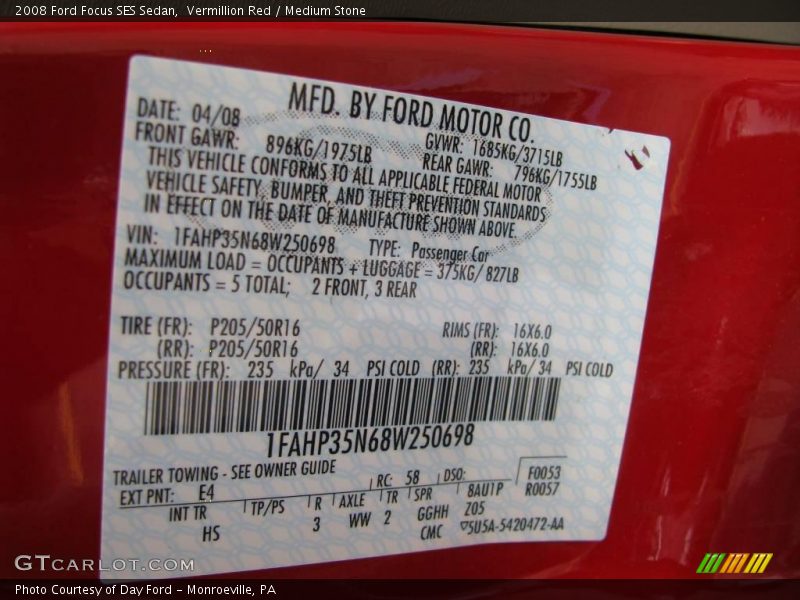 2008 Ford Focus SES Sedan, Vermillion Red / Medium Stone
MFD. BY FORD MOTOR CO.
DATE: 04/08 GVWR: 1685KG/3715LB
FRONT GAWR: 896KG/1975LB REAR GAWR: 796KG/1755LB
THIS VEHICLE CONFORMS TO ALL APPLICABLE FEDERAL MOTOR
VEHICLE SAFETY, BUMPER, AND THEFT PREVENTION STANDARDS
IN EFFECT ON THE DATE OF MANUFACTURE SHOWN ABOVE.
VIN: 1FAHP35N68W250698 TYPE: Passenger Car
MAXIMUM LOAD = OCCUPANTS + LUGGAGE = 375KG/827LB
OCCUPANTS = 5 TOTAL; 2 FRONT, 3 REAR
TIRE (FR): P205/50R16 RIMS (FR): 16X6.0
(RR): P205/50R16 (RR): 16X6.0
PRESSURE (FR): 235 kPa/ 34 PSI COLD (RR): 235 kPa/ 34 PSI COLD
1FAHP35N68W250698
TRAILER TOWING - SEE OWNER GUIDE
EXT PNT: E4 RC: 58 DSO: F0053
R0057
INT TR TP/PS R AXLE TR SPR 8AU1P
HS 3 WW 2 GGHH Z05
CMC 5U5A-5420472-AA
GTCARLOT.COM
Photo Courtesy of Day Ford - Monroeville, PA